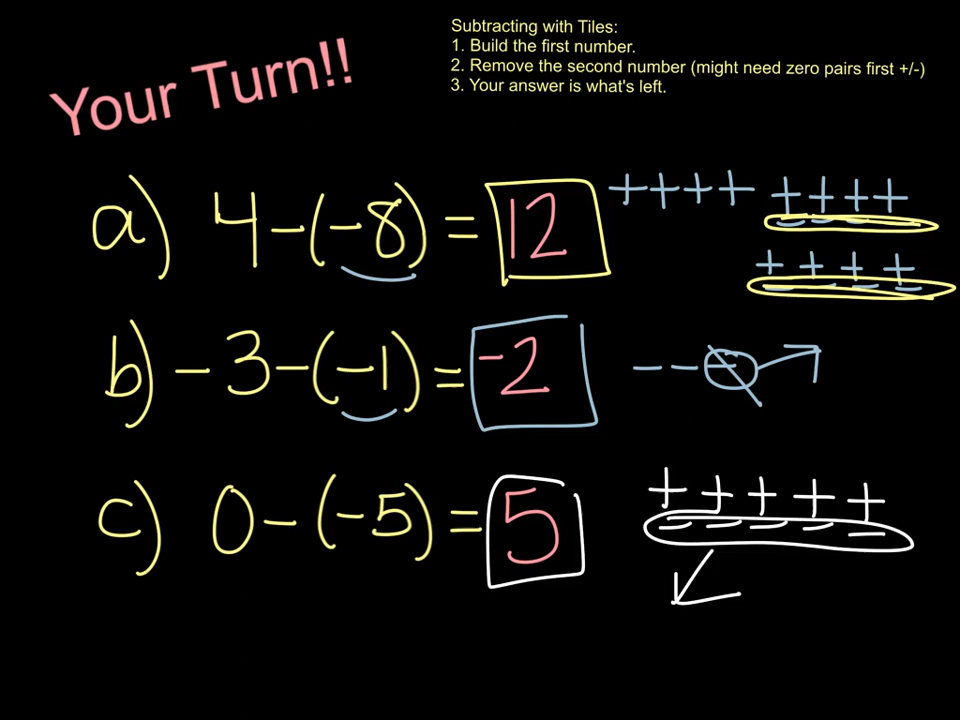 Your Turn!!
Subtracting with Tiles:
1. Build the first number.
2. Remove the second number (might need zero pairs first +/-)
3. Your answer is what's left.
a) 4-(-8) = 12 ++++ ++++
- - - -
++++
- - - -
b) -3-(-1) = -2 - - -
c) 0-(-5) = 5 +++++
- - - - -